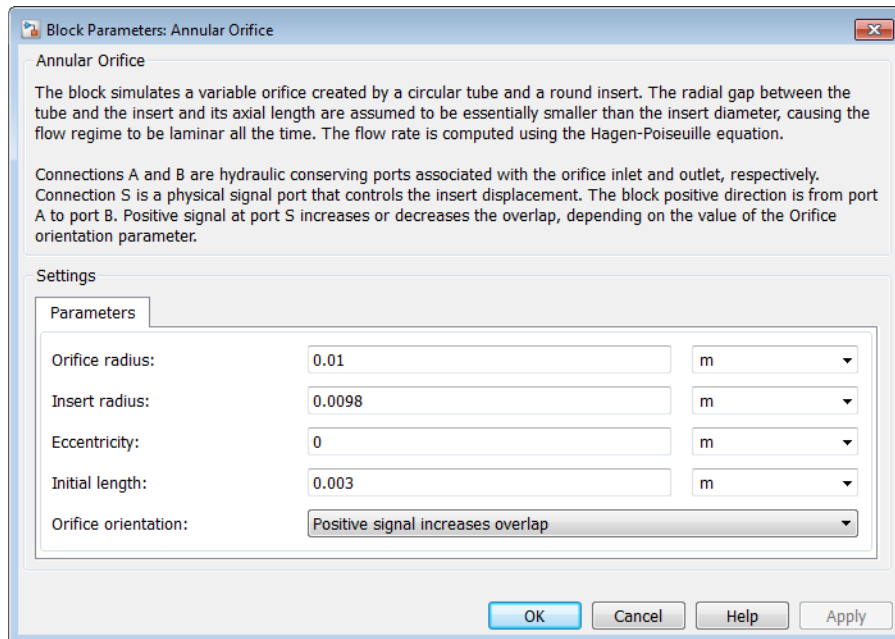 Block Parameters: Annular Orifice
Annular Orifice
The block simulates a variable orifice created by a circular tube and a round insert. The radial gap between the
tube and the insert and its axial length are assumed to be essentially smaller than the insert diameter, causing the
flow regime to be laminar all the time. The flow rate is computed using the Hagen-Poiseuille equation.
Connections A and B are hydraulic conserving ports associated with the orifice inlet and outlet, respectively.
Connection S is a physical signal port that controls the insert displacement. The block positive direction is from port
A to port B. Positive signal at port S increases or decreases the overlap, depending on the value of the Orifice
orientation parameter.
Settings
Parameters
Orifice radius: 0.01 m
Insert radius: 0.0098 m
Eccentricity: 0 m
Initial length: 0.003 m
Orifice orientation: Positive signal increases overlap
OK Cancel Help Apply